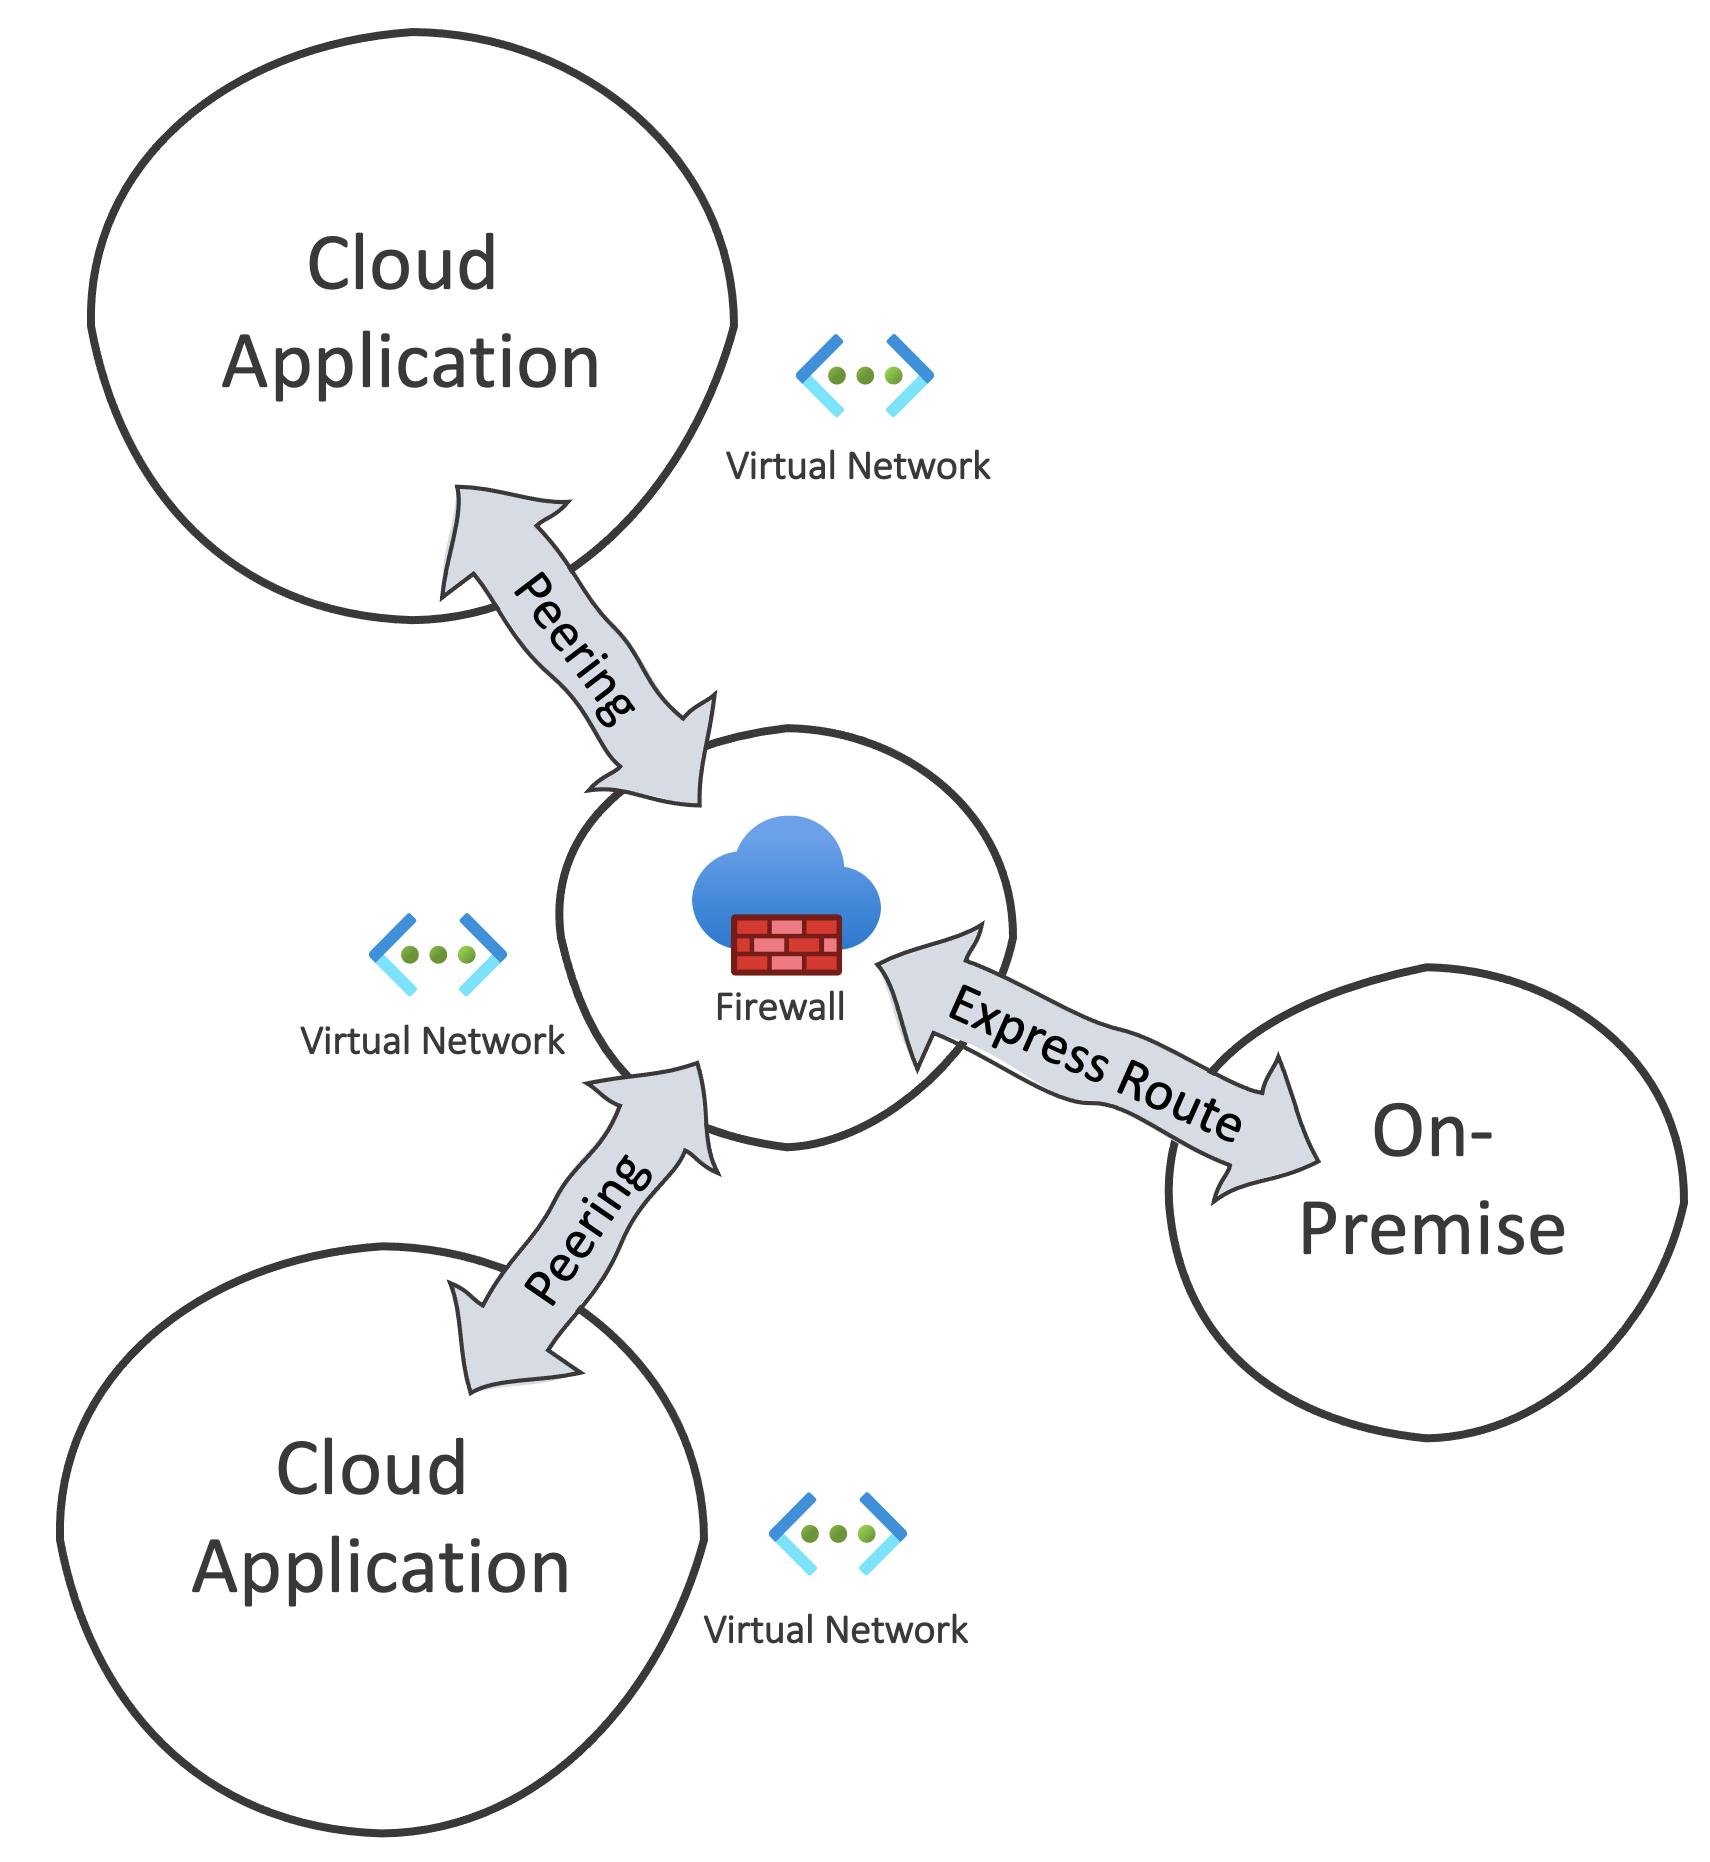 Cloud
Application
Virtual Network
Peering
Firewall
Virtual Network
Express Route
On-
Premise
Peering
Cloud
Application
Virtual Network